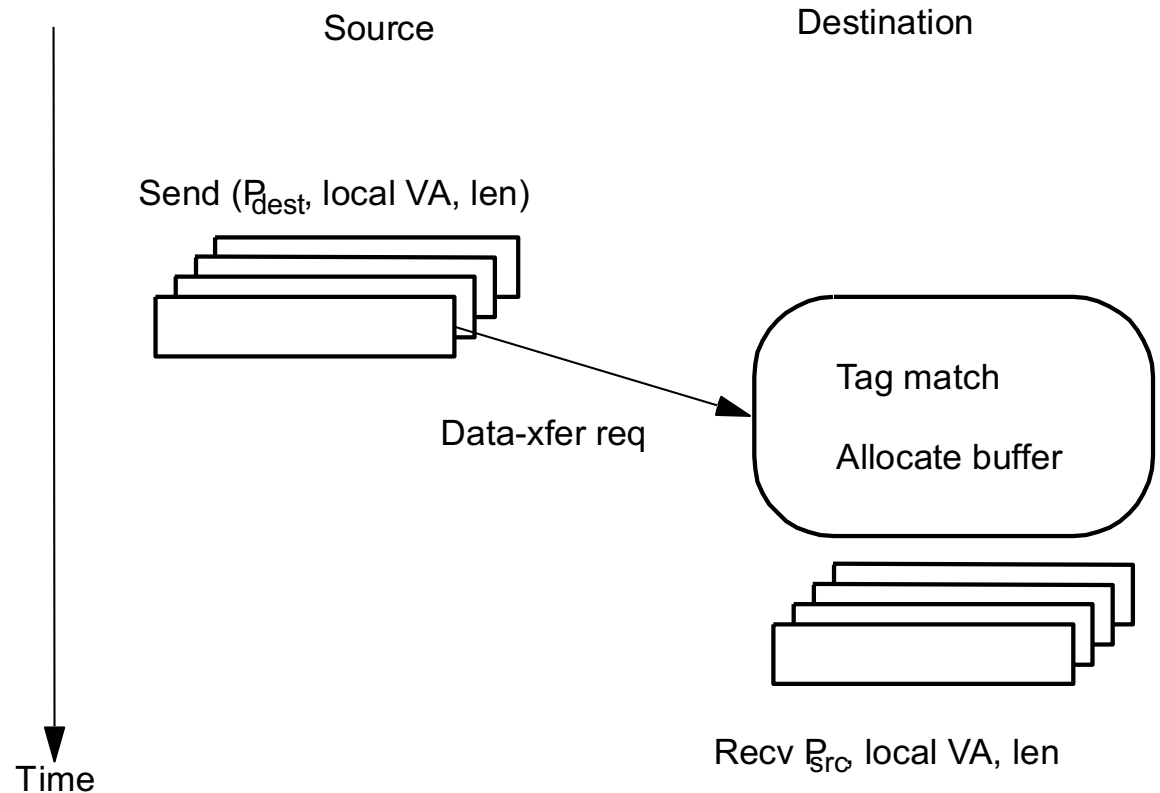 Source
Destination
Send (Pdest, local VA, len)
Data-xfer req
Tag match
Allocate buffer
Recv Psrc, local VA, len
Time